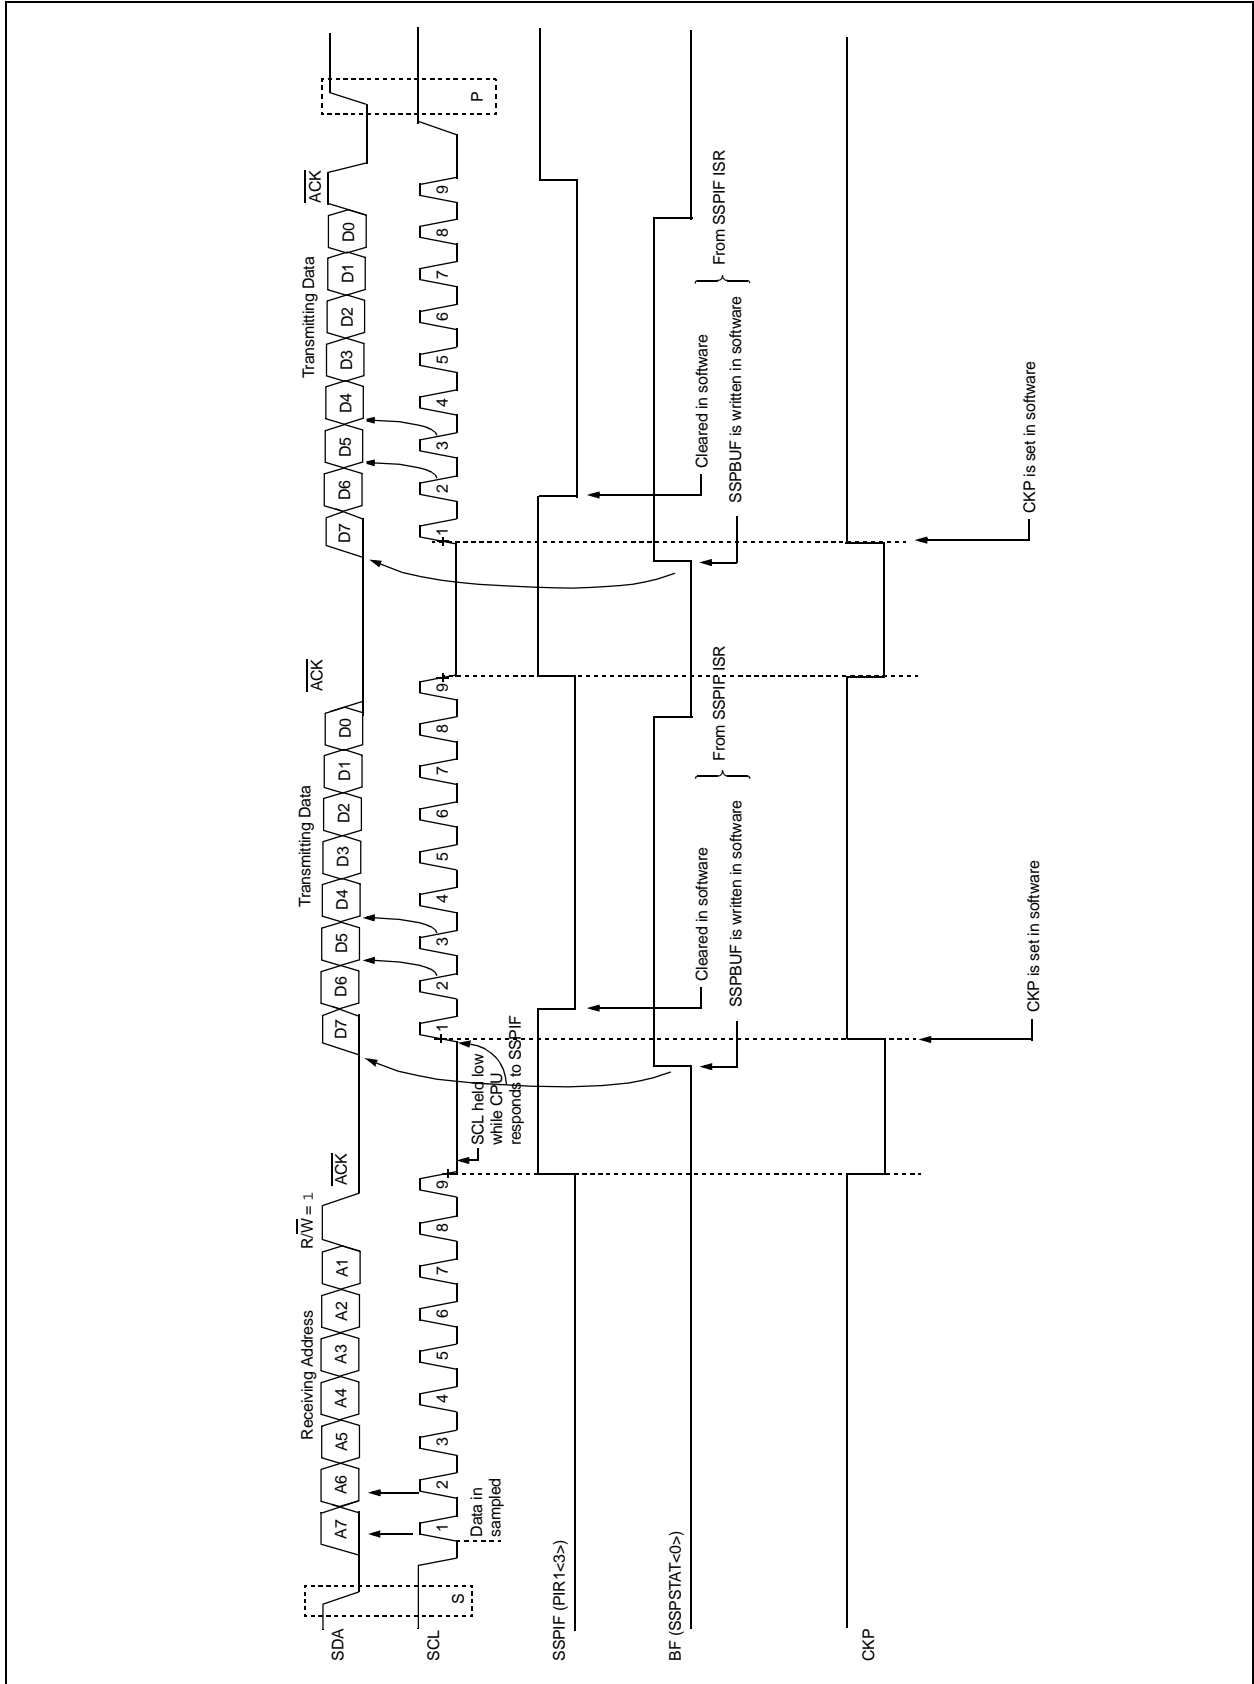 Receiving Address
R/W = 1
ACK
Transmitting Data
ACK
Transmitting Data
ACK
SDA
A7 A6 A5 A4 A3 A2 A1
D7 D6 D5 D4 D3 D2 D1 D0
D7 D6 D5 D4 D3 D2 D1 D0
SCL
1 2 3 4 5 6 7 8 9
1 2 3 4 5 6 7 8 9
1 2 3 4 5 6 7 8 9
S
P
Data in
sampled
SCL held low
while CPU
responds to SSPIF
SSPIF (PIR1<3>)
BF (SSPSTAT<0>)
Cleared in software
SSPBUF is written in software
From SSPIF ISR
Cleared in software
SSPBUF is written in software
From SSPIF ISR
CKP
CKP is set in software
CKP is set in software